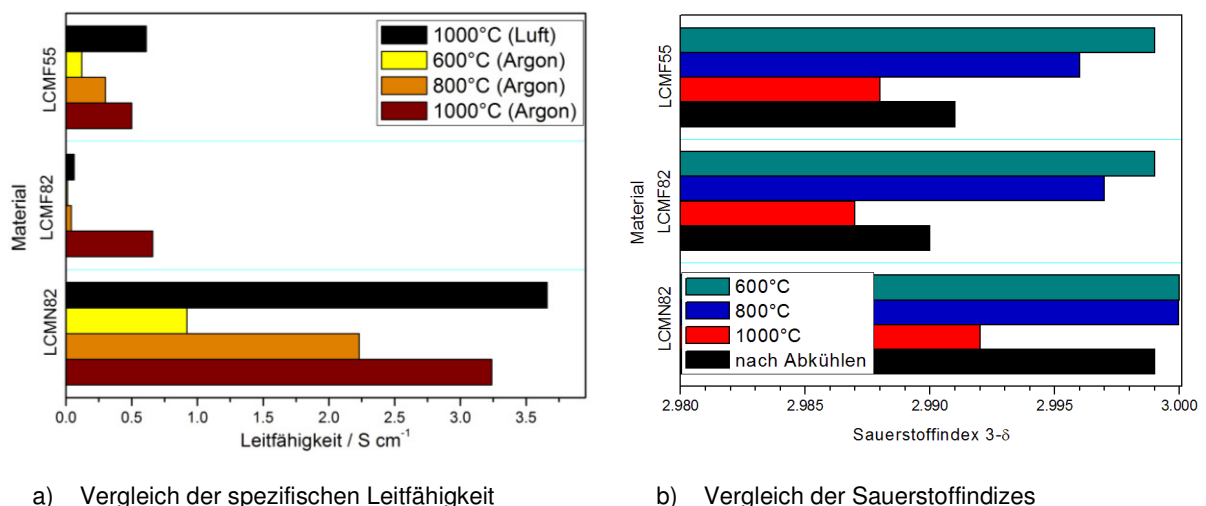 1000°C (Luft)
600°C (Argon)
800°C (Argon)
1000°C (Argon)
Material
LCMF55
LCMF82
LCMN82
0.0 0.5 1.0 1.5 2.0 2.5 3.0 3.5
Leitfähigkeit / S cm⁻¹
a) Vergleich der spezifischen Leitfähigkeit
Material
LCMF55
LCMF82
LCMN82
600°C
800°C
1000°C
nach Abkühlen
2.980 2.985 2.990 2.995 3.000
Sauerstoffindex 3-δ
b) Vergleich der Sauerstoffindizes